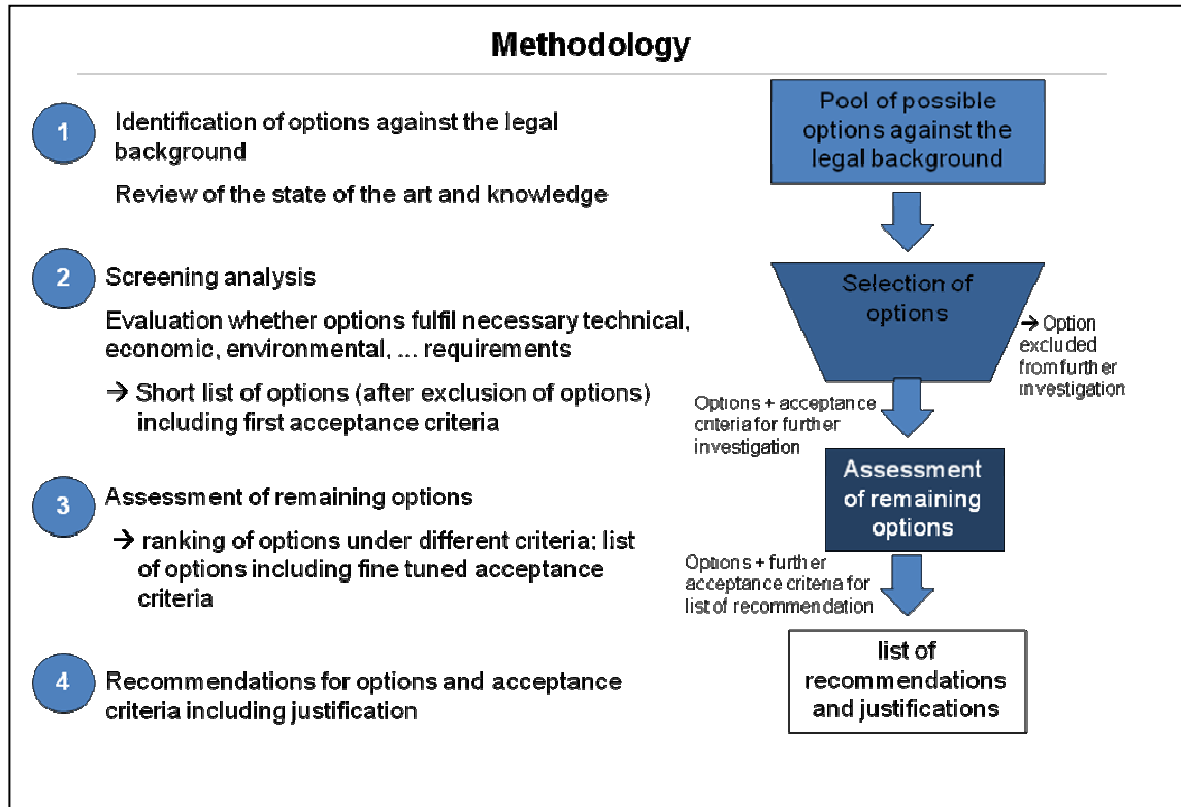 Methodology
1
Identification of options against the legal
background
Review of the state of the art and knowledge
2
Screening analysis
Evaluation whether options fulfil necessary technical,
economic, environmental, ... requirements
→ Short list of options (after exclusion of options)
including first acceptance criteria
3
Assessment of remaining options
→ ranking of options under different criteria; list
of options including fine tuned acceptance
criteria
4
Recommendations for options and acceptance
criteria including justification
Pool of possible
options against the
legal background
Selection of
options
→ Option
excluded
from further
investigation
Options + acceptance
criteria for further
investigation
Assessment
of remaining
options
Options + further
acceptance criteria for
list of recommendation
list of
recommendations
and justifications